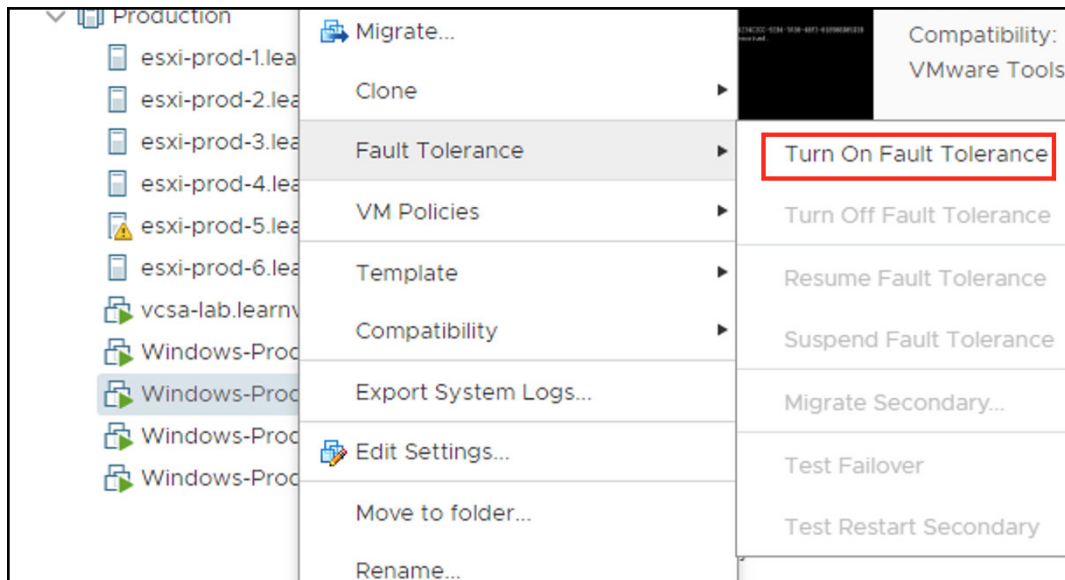 Production
esxi-prod-1.lea
esxi-prod-2.lea
esxi-prod-3.lea
esxi-prod-4.lea
esxi-prod-5.lea
esxi-prod-6.lea
vcsa-lab.learnv
Windows-Prod
Windows-Prod
Windows-Prod
Windows-Prod
Migrate...
Clone
Fault Tolerance
VM Policies
Template
Compatibility
Export System Logs...
Edit Settings...
Move to folder...
Rename...
Compatibility:
VMware Tools
Turn On Fault Tolerance
Turn Off Fault Tolerance
Resume Fault Tolerance
Suspend Fault Tolerance
Migrate Secondary...
Test Failover
Test Restart Secondary